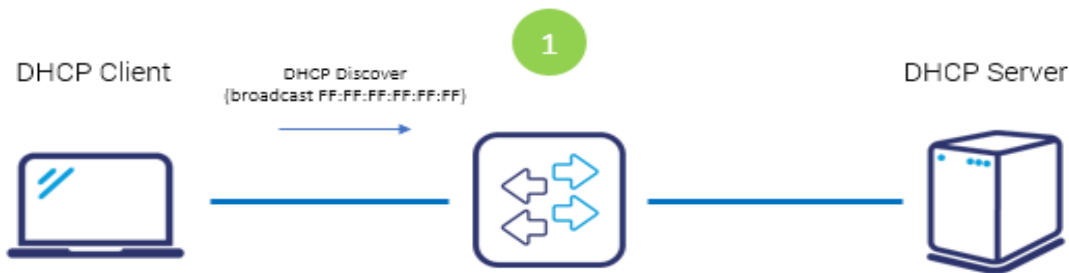 1
DHCP Client
DHCP Discover
(broadcast FF:FF:FF:FF:FF:FF)
DHCP Server